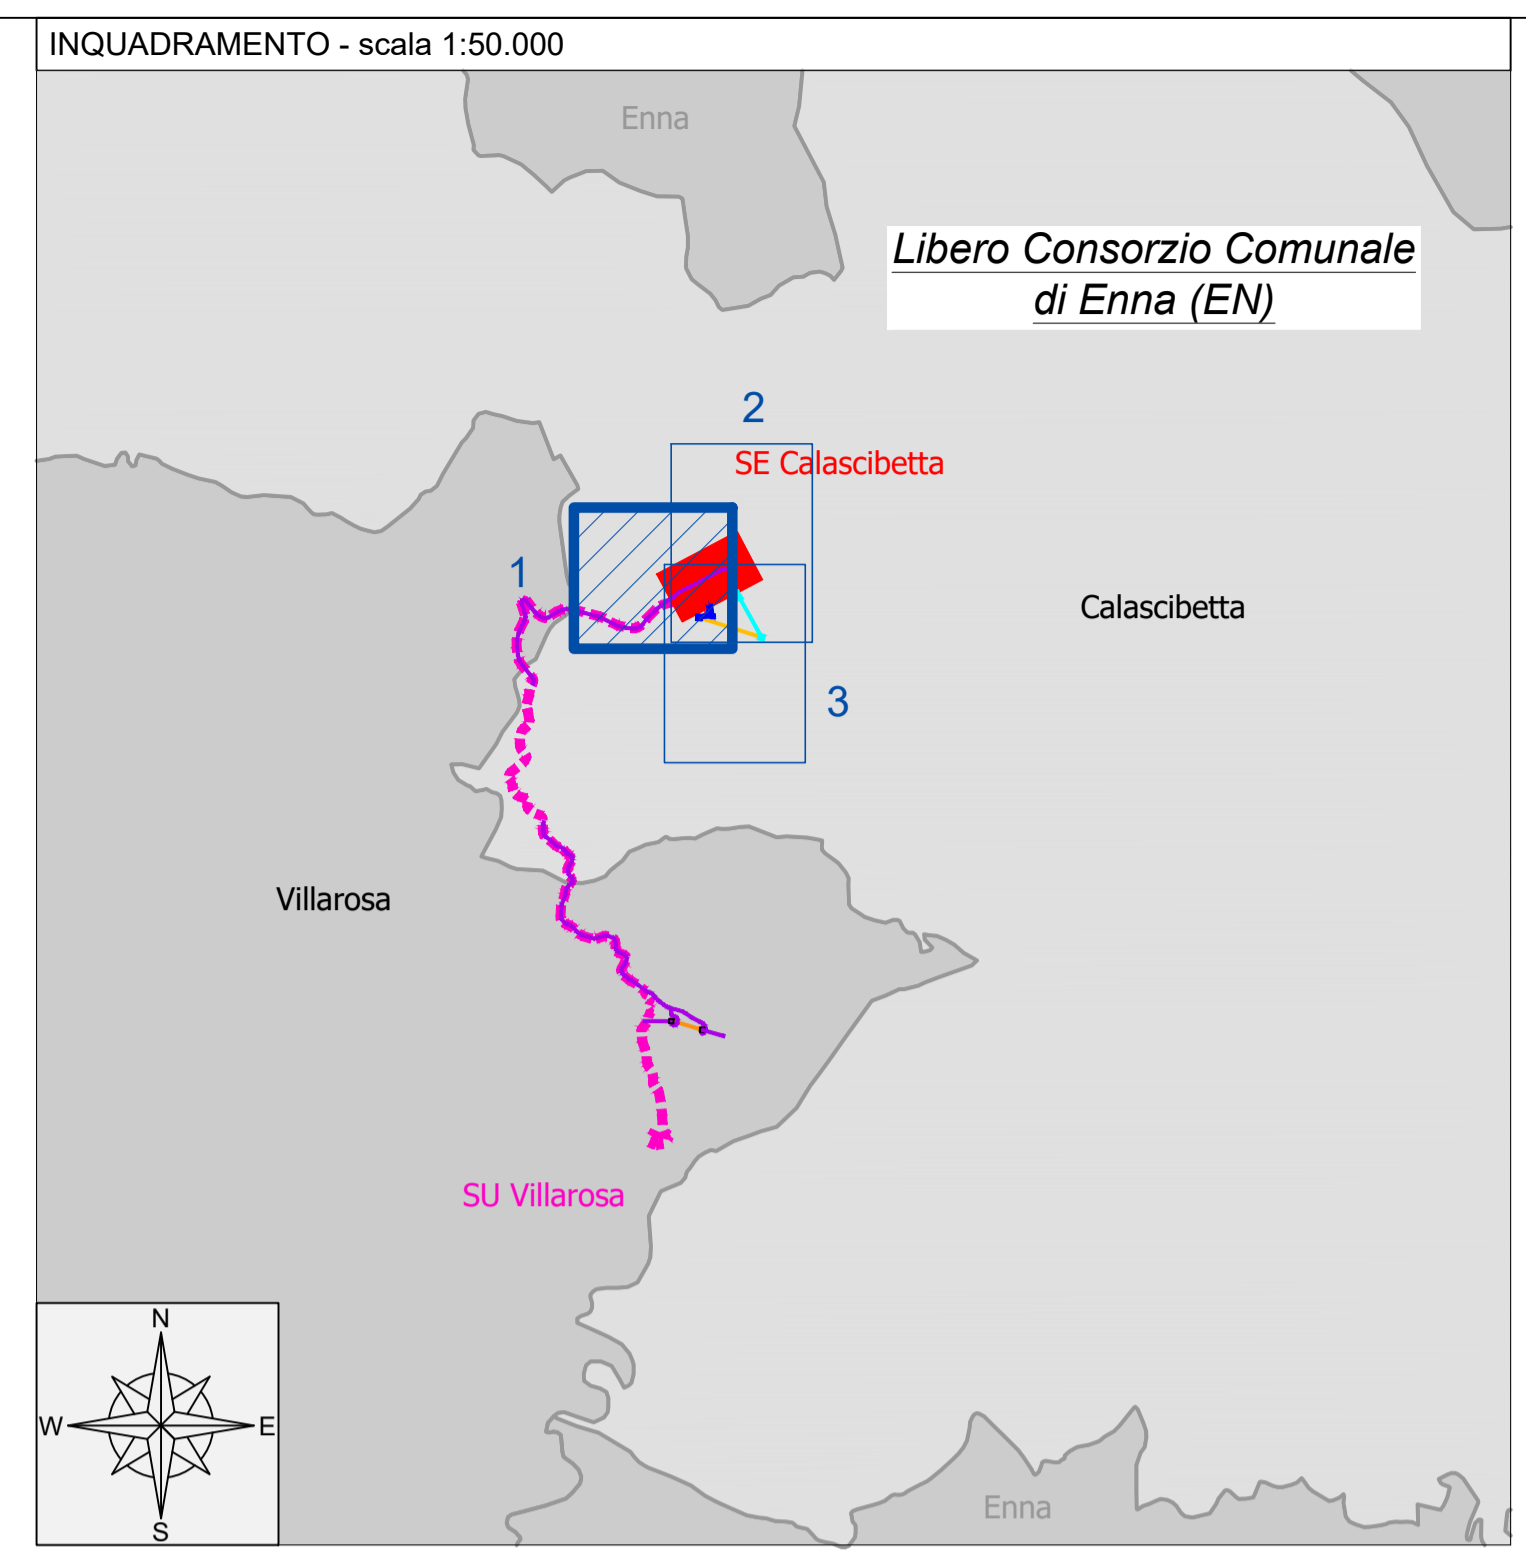 INQUADRAMENTO - scala 1:50.000
Enna
Libero Consorzio Comunale
di Enna (EN)
2
SE Calascibetta
1
Calascibetta
3
Villarosa
SU Villarosa
N
W
E
S
Enna